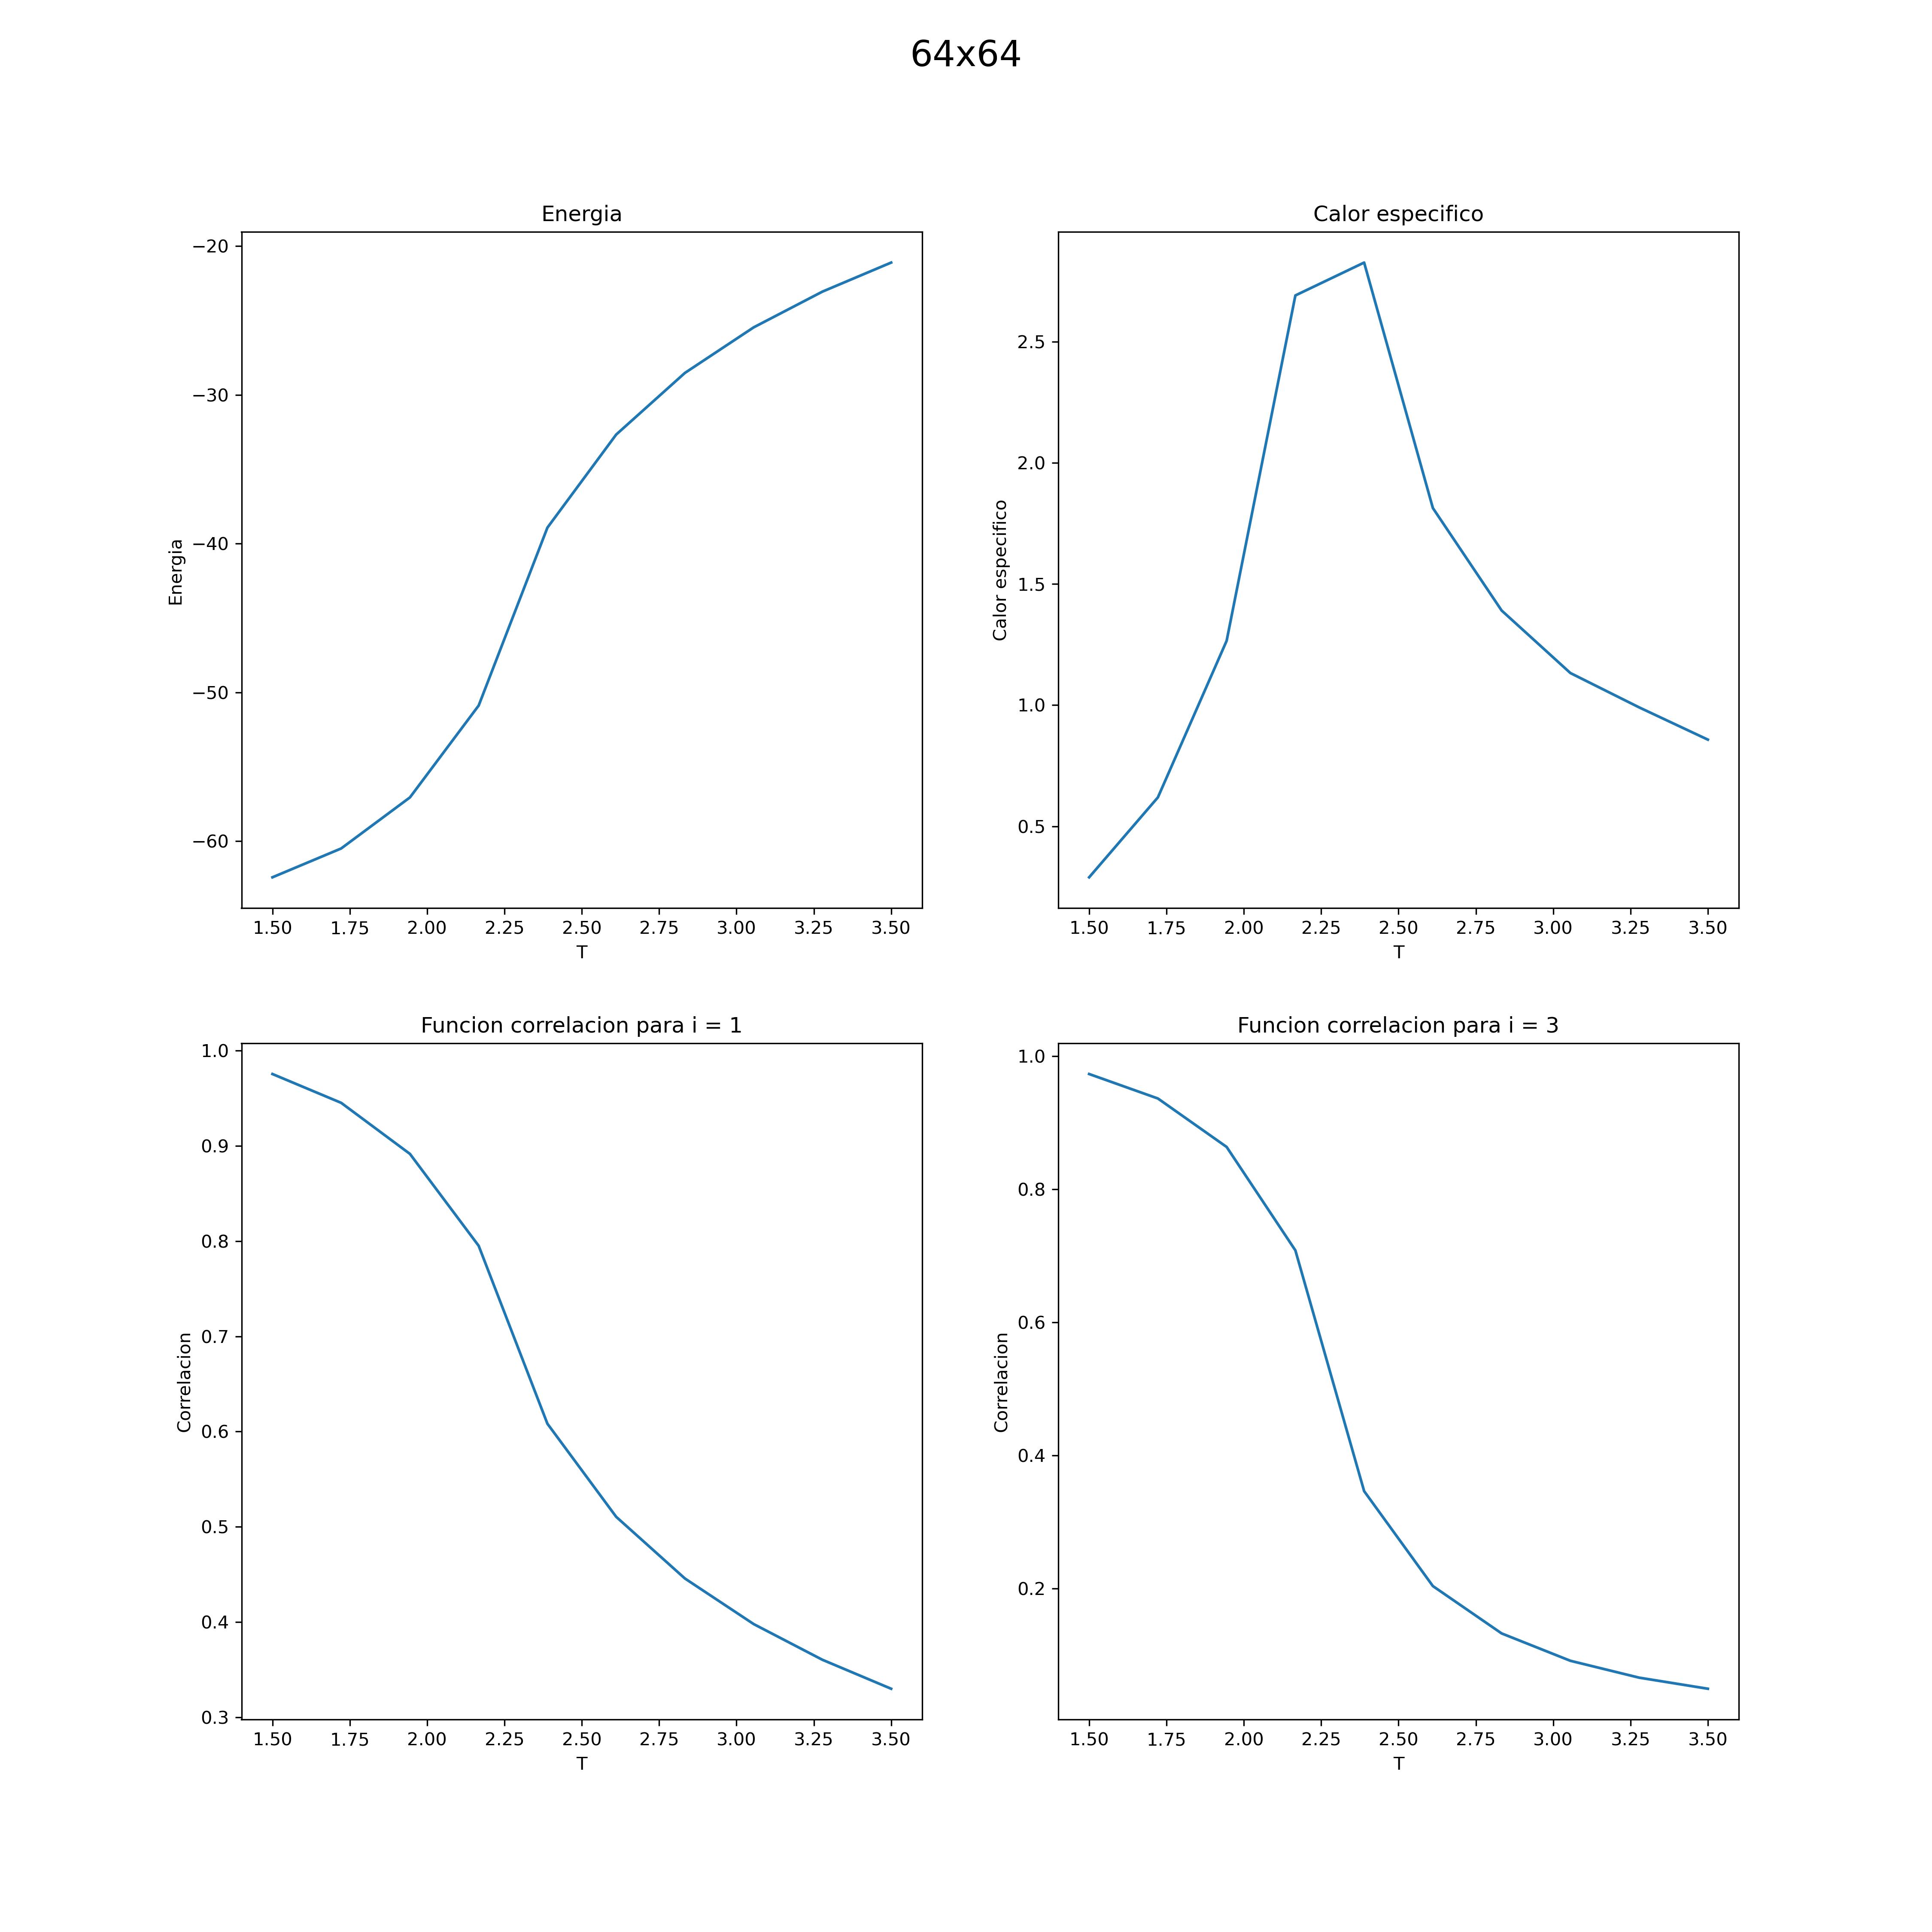 64x64
Energia
Energia
−20
−30
−40
−50
−60
1.50 1.75 2.00 2.25 2.50 2.75 3.00 3.25 3.50
T
Calor especifico
Calor especifico
2.5
2.0
1.5
1.0
0.5
1.50 1.75 2.00 2.25 2.50 2.75 3.00 3.25 3.50
T
Funcion correlacion para i = 1
Correlacion
1.0
0.9
0.8
0.7
0.6
0.5
0.4
0.3
1.50 1.75 2.00 2.25 2.50 2.75 3.00 3.25 3.50
T
Funcion correlacion para i = 3
Correlacion
1.0
0.8
0.6
0.4
0.2
1.50 1.75 2.00 2.25 2.50 2.75 3.00 3.25 3.50
T